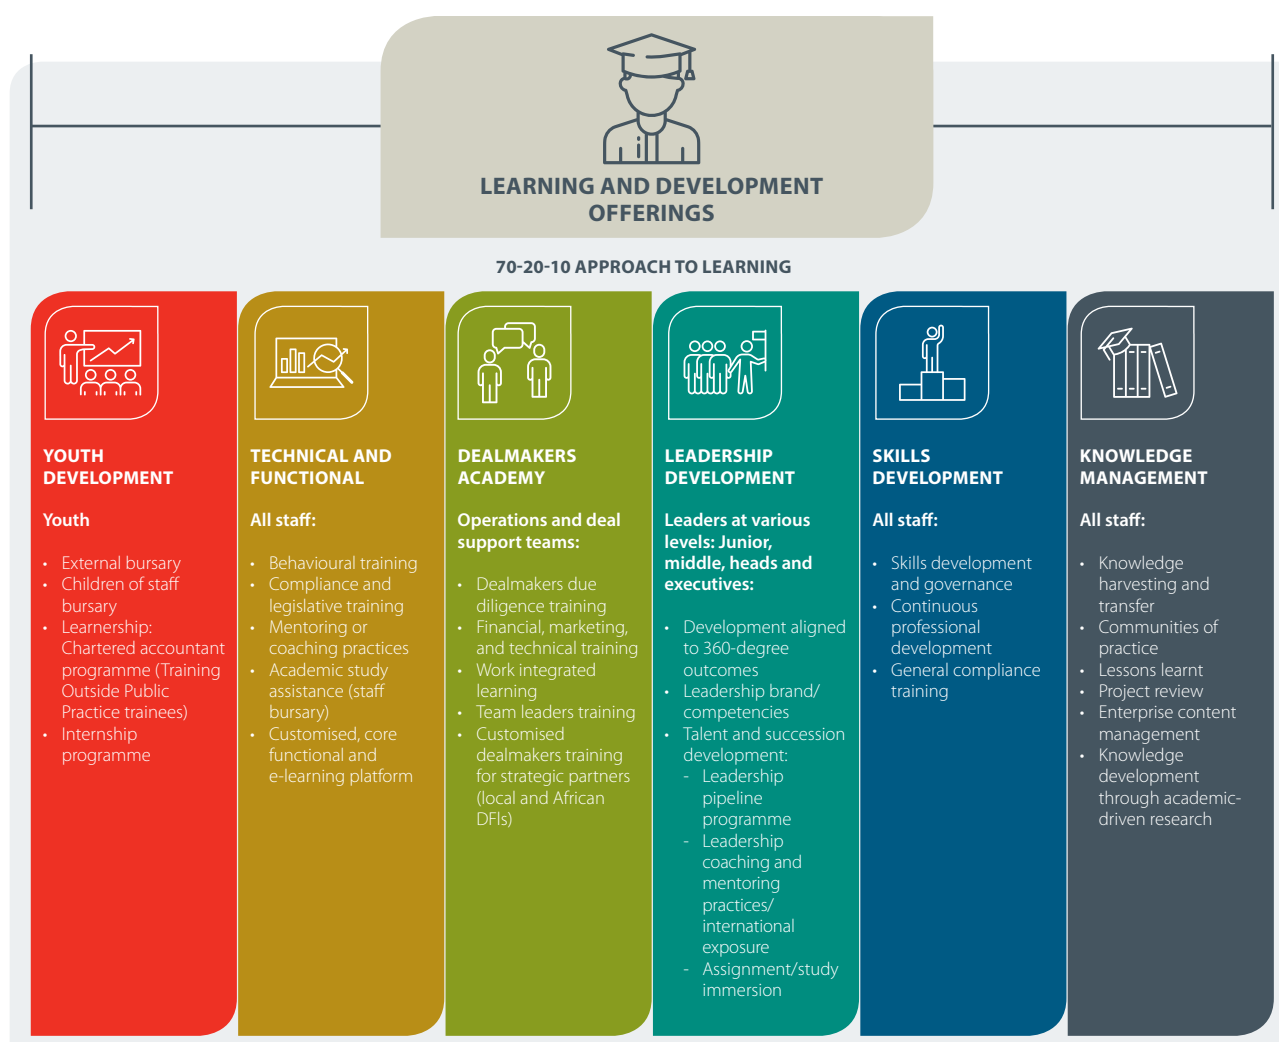 LEARNING AND DEVELOPMENT
OFFERINGS
70-20-10 APPROACH TO LEARNING
YOUTH
DEVELOPMENT
Youth
• External bursary
• Children of staff
bursary
• Learnership:
Chartered accountant
programme (Training
Outside Public
Practice trainees)
• Internship
programme
TECHNICAL AND
FUNCTIONAL
All staff:
• Behavioural training
• Compliance and
legislative training
• Mentoring or
coaching practices
• Academic study
assistance (staff
bursary)
• Customised, core
functional and
e-learning platform
DEALMAKERS
ACADEMY
Operations and deal
support teams:
• Dealmakers due
diligence training
• Financial, marketing,
and technical training
• Work integrated
learning
• Team leaders training
• Customised
dealmakers training
for strategic partners
(local and African
DFIs)
LEADERSHIP
DEVELOPMENT
Leaders at various
levels: Junior,
middle, heads and
executives:
• Development aligned
to 360-degree
outcomes
• Leadership brand/
competencies
• Talent and succession
development:
- Leadership
pipeline
programme
- Leadership
coaching and
mentoring
practices/
international
exposure
- Assignment/study
immersion
SKILLS
DEVELOPMENT
All staff:
• Skills development
and governance
• Continuous
professional
development
• General compliance
training
KNOWLEDGE
MANAGEMENT
All staff:
• Knowledge
harvesting and
transfer
• Communities of
practice
• Lessons learnt
• Project review
• Enterprise content
management
• Knowledge
development
through academic-
driven research